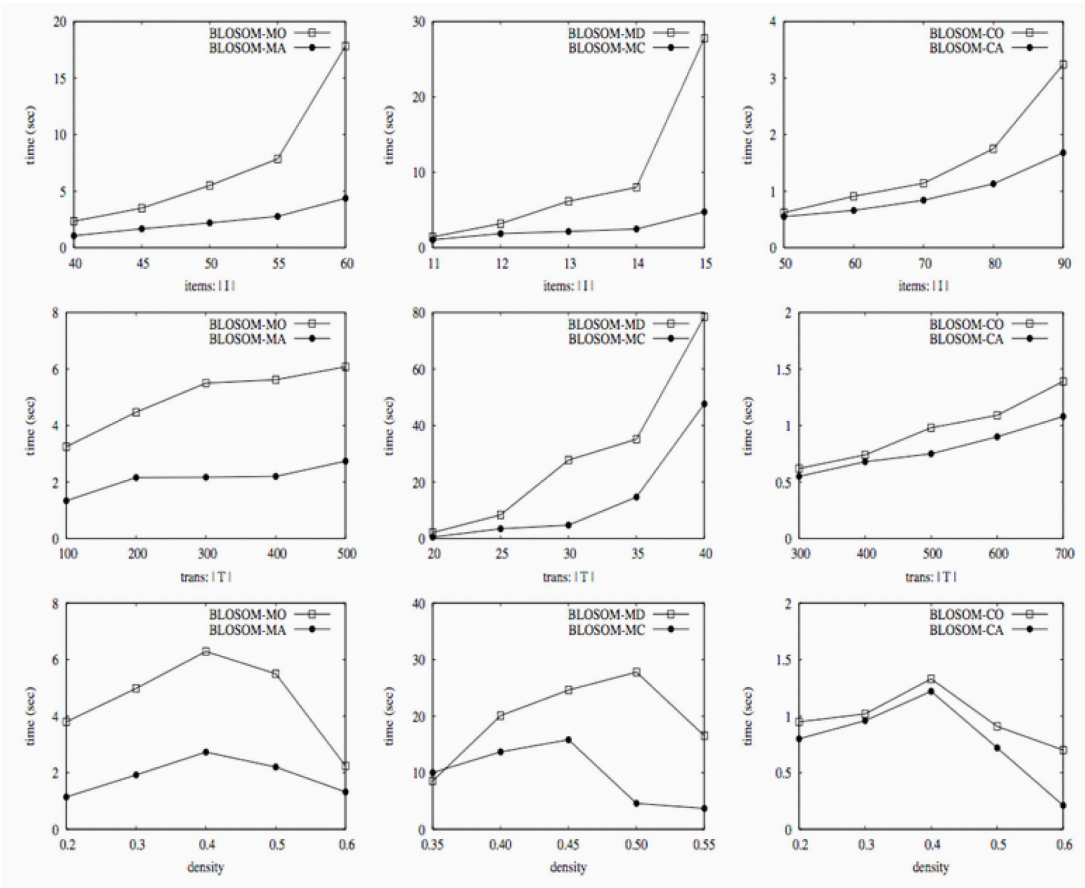 20
BLOSOM-MO
BLOSOM-MA
15
time (sec)
10
5
0
40 45 50 55 60
items: |I|
30
BLOSOM-MD
BLOSOM-MC
20
time (sec)
10
0
11 12 13 14 15
items: |I|
4
BLOSOM-CO
BLOSOM-CA
3
time (sec)
2
1
0
50 60 70 80 90
items: |I|
8
BLOSOM-MO
BLOSOM-MA
6
time (sec)
4
2
0
100 200 300 400 500
trans: |T|
80
BLOSOM-MD
BLOSOM-MC
60
time (sec)
40
20
0
20 25 30 35 40
trans: |T|
2
BLOSOM-CO
BLOSOM-CA
1.5
time (sec)
1
0.5
0
300 400 500 600 700
trans: |T|
8
BLOSOM-MO
BLOSOM-MA
6
time (sec)
4
2
0
0.2 0.3 0.4 0.5 0.6
density
40
BLOSOM-MD
BLOSOM-MC
30
time (sec)
20
10
0
0.35 0.40 0.45 0.50 0.55
density
2
BLOSOM-CO
BLOSOM-CA
1.5
time (sec)
1
0.5
0
0.2 0.3 0.4 0.5 0.6
density